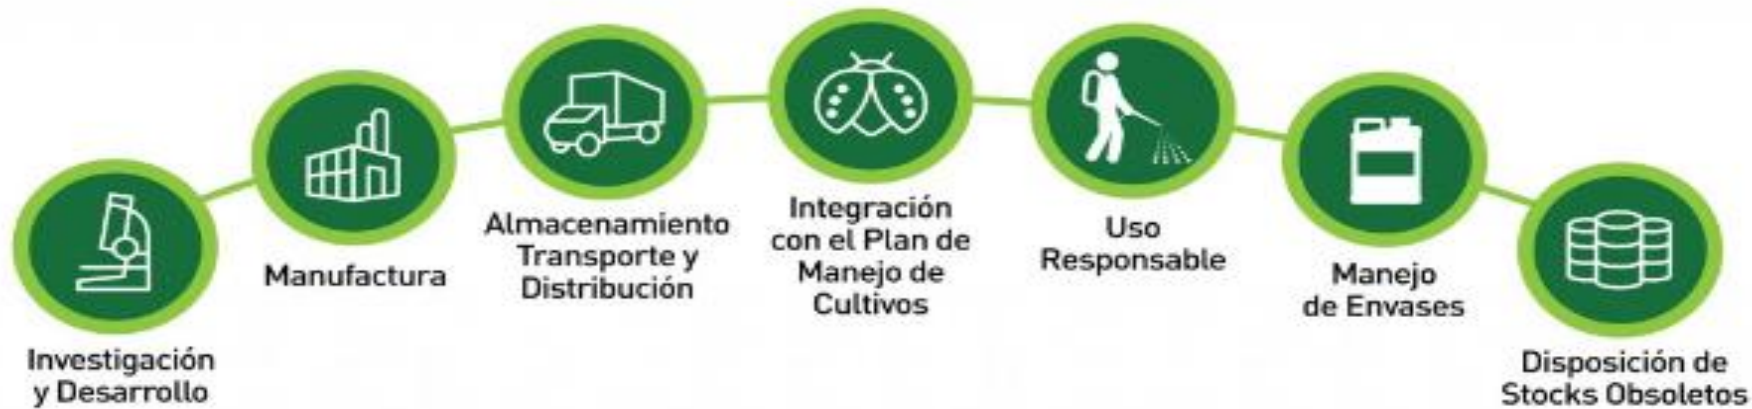 Investigación
y Desarrollo
Manufactura
Almacenamiento
Transporte y
Distribución
Integración
con el Plan de
Manejo de
Cultivos
Uso
Responsable
Manejo
de Envases
Disposición de
Stocks Obsoletos